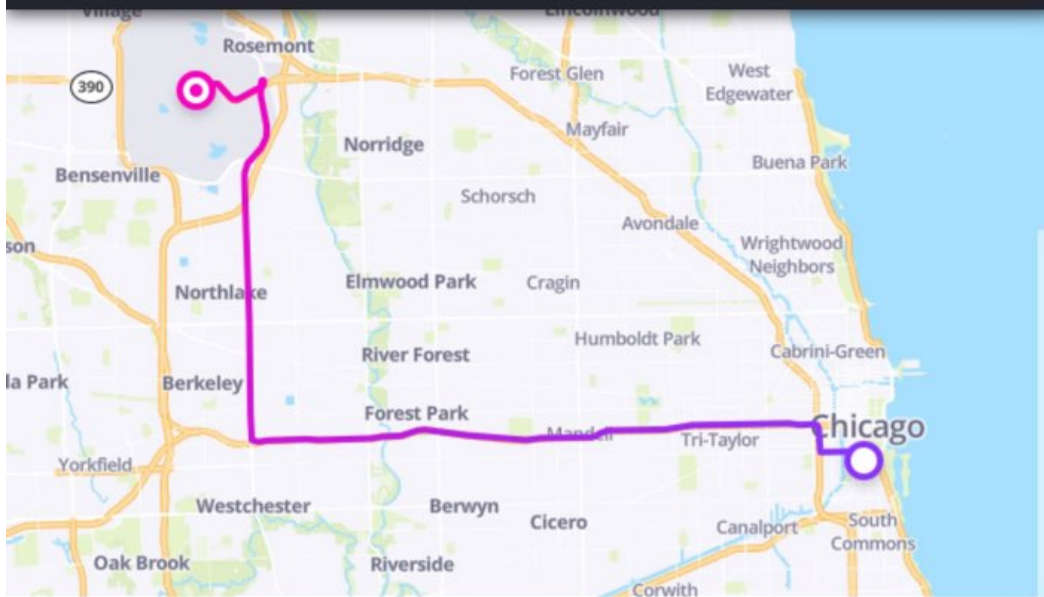 Village
Lincolnwood
Rosemont
390
Forest Glen
West
Edgewater
Mayfair
Norridge
Buena Park
Bensenville
Schorsch
Avondale
son
Wrightwood
Neighbors
Elmwood Park
Cragin
Northlake
Humboldt Park
River Forest
Cabrini-Green
la Park
Berkeley
Forest Park
Chicago
Mandell
Tri-Taylor
Yorkfield
Westchester
Berwyn
Cicero
Canalport
South
Commons
Oak Brook
Riverside
Corwith